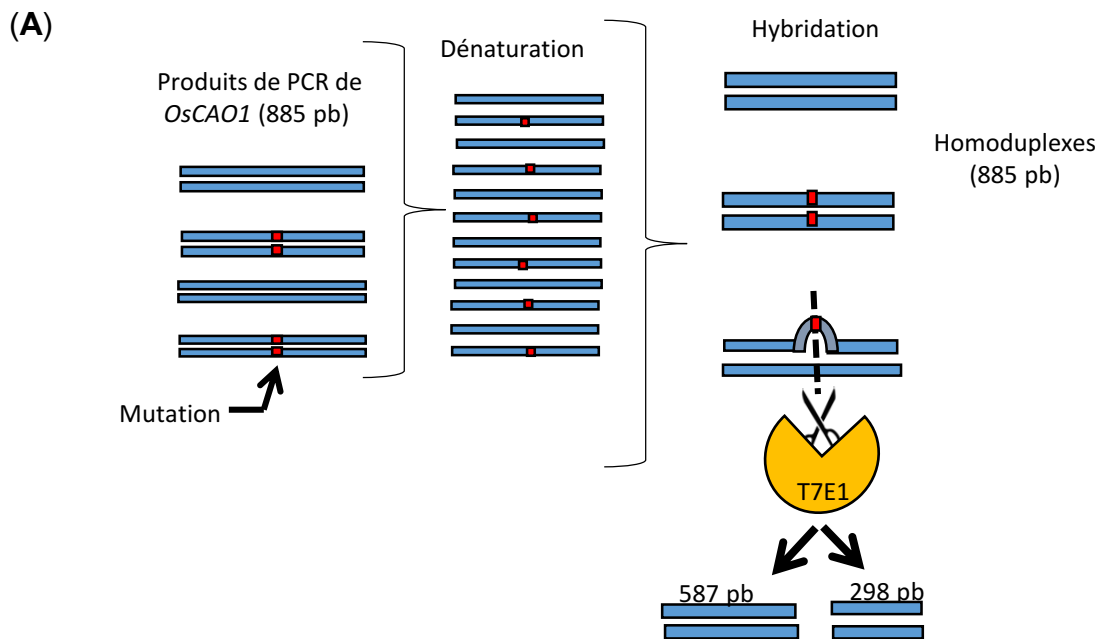 (A)
Produits de PCR de
OsCAO1 (885 pb)
Mutation
Dénaturation
Hybridation
Homoduplexes
(885 pb)
T7E1
587 pb
298 pb